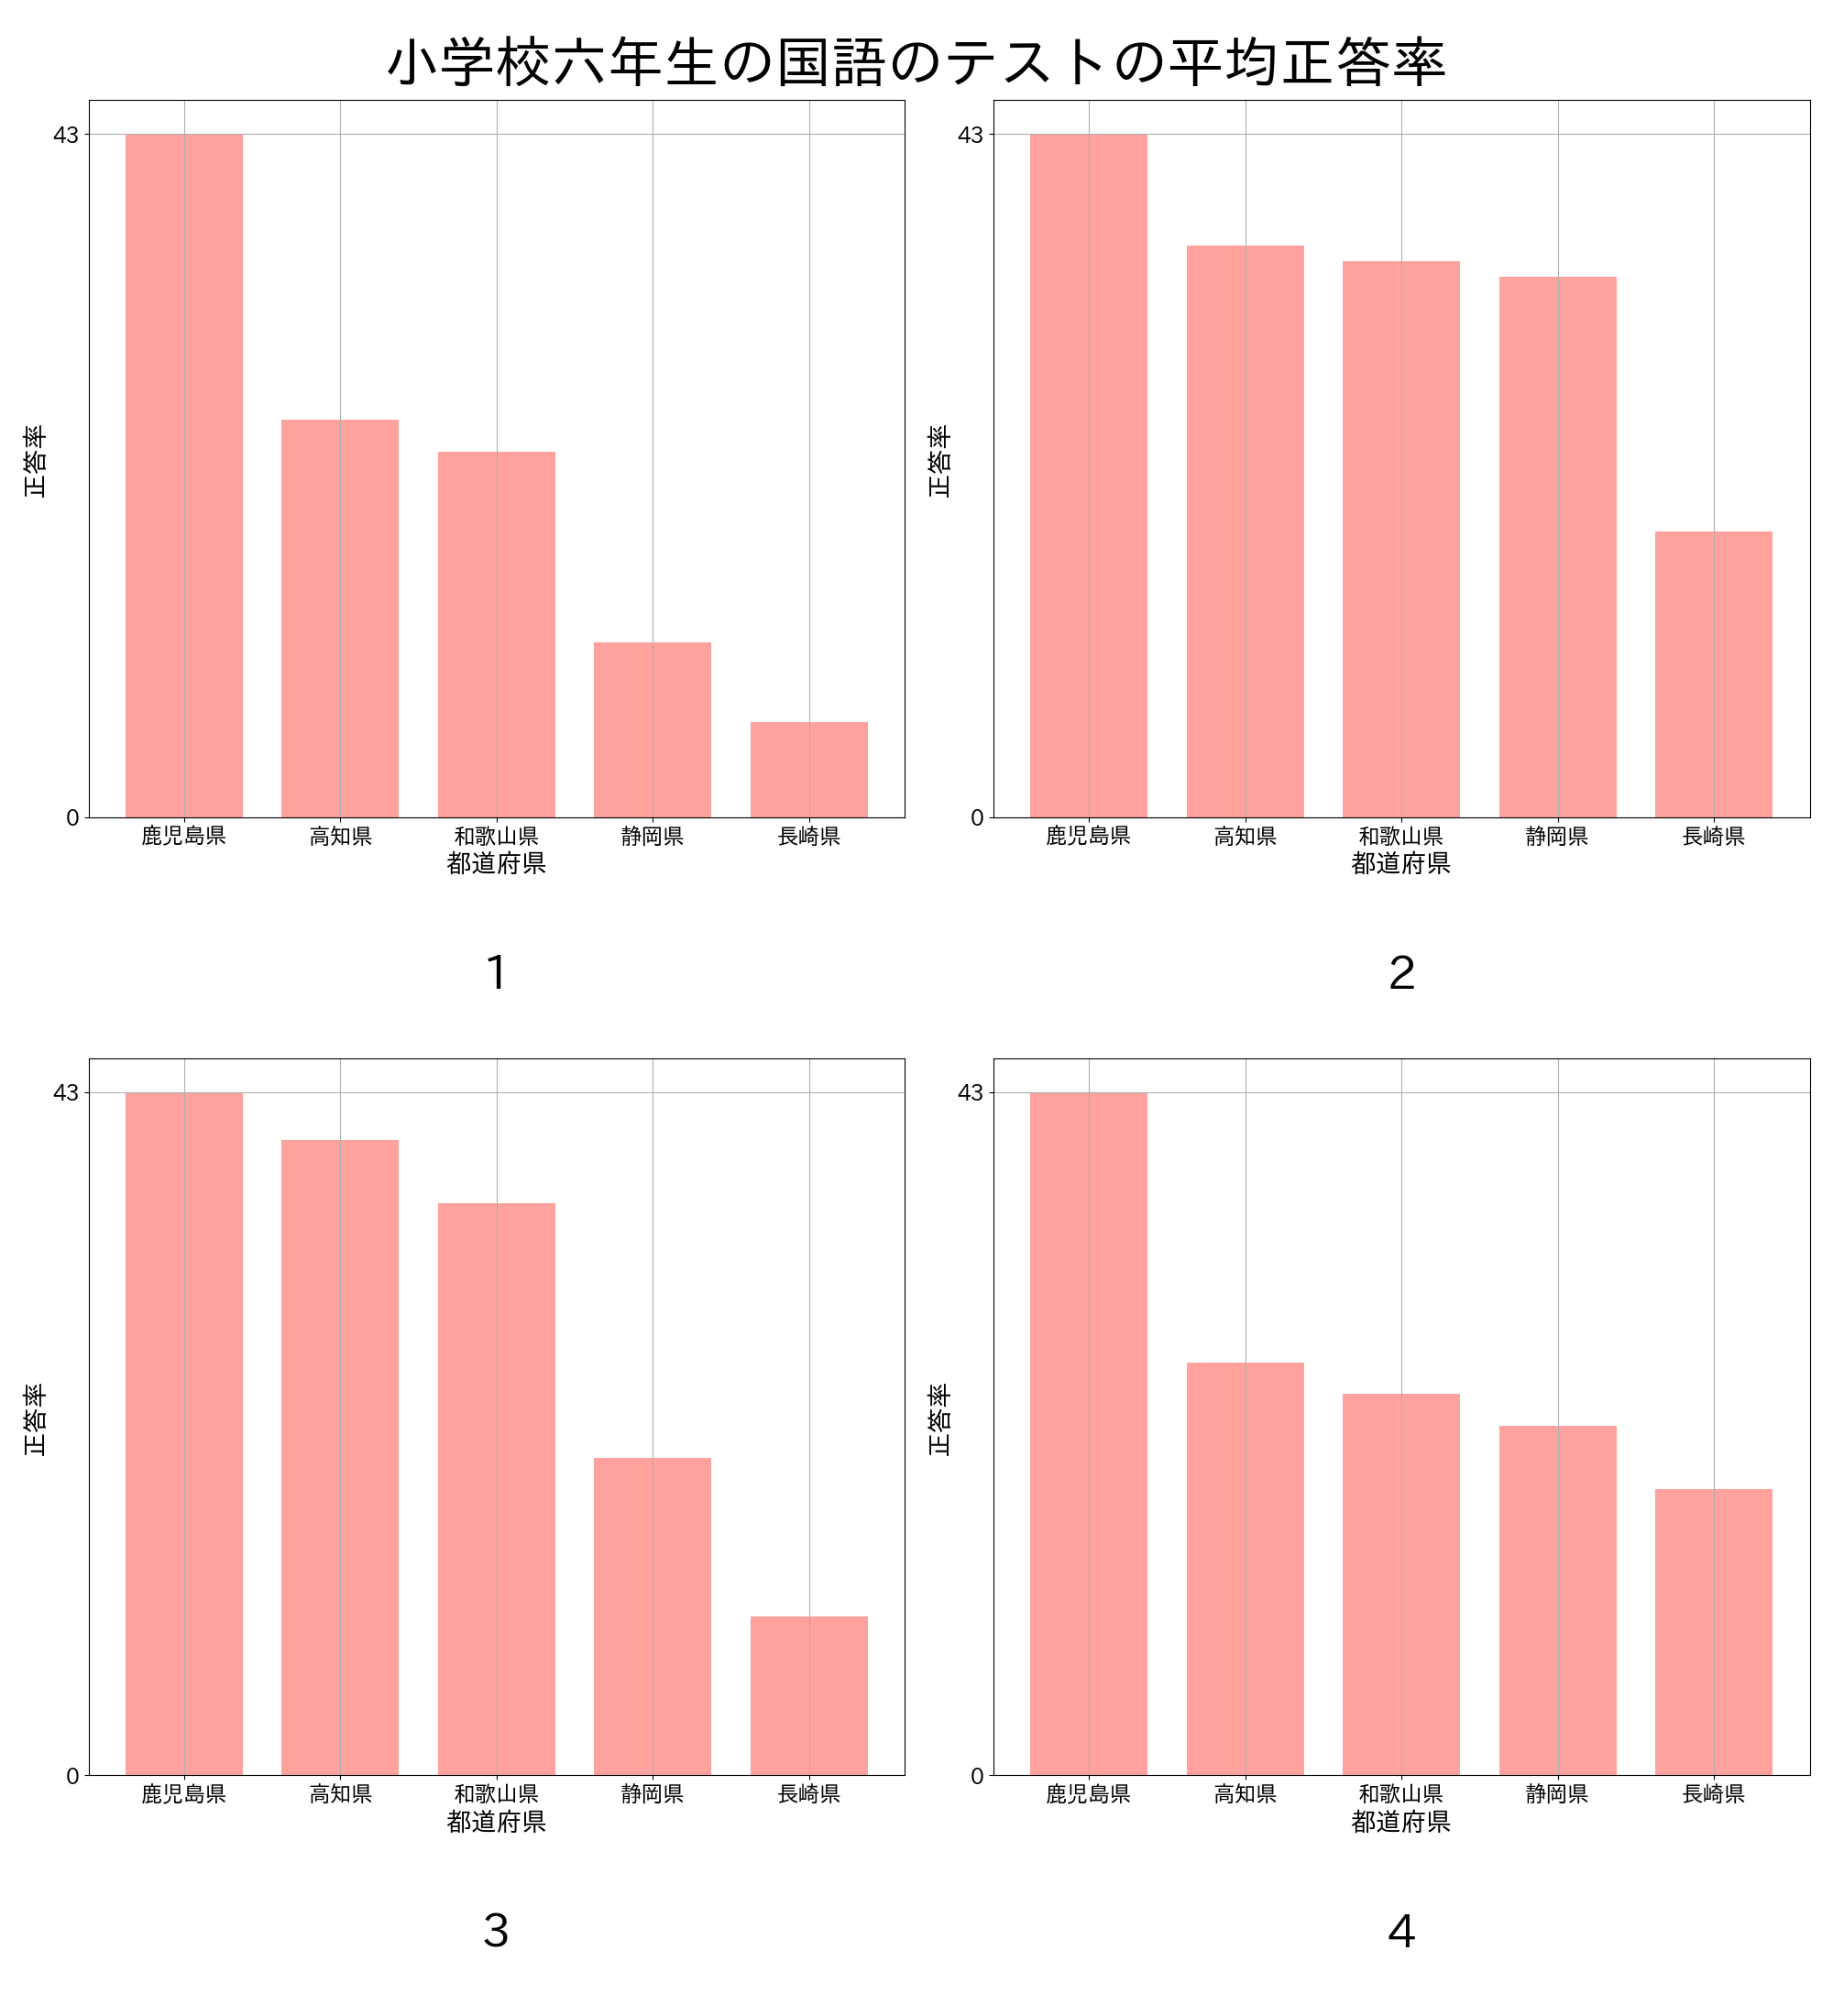 小学校六年生の国語のテストの平均正答率
43
0
正答率
鹿児島県 高知県 和歌山県 静岡県 長崎県
都道府県
1
43
0
正答率
鹿児島県 高知県 和歌山県 静岡県 長崎県
都道府県
2
43
0
正答率
鹿児島県 高知県 和歌山県 静岡県 長崎県
都道府県
3
43
0
正答率
鹿児島県 高知県 和歌山県 静岡県 長崎県
都道府県
4